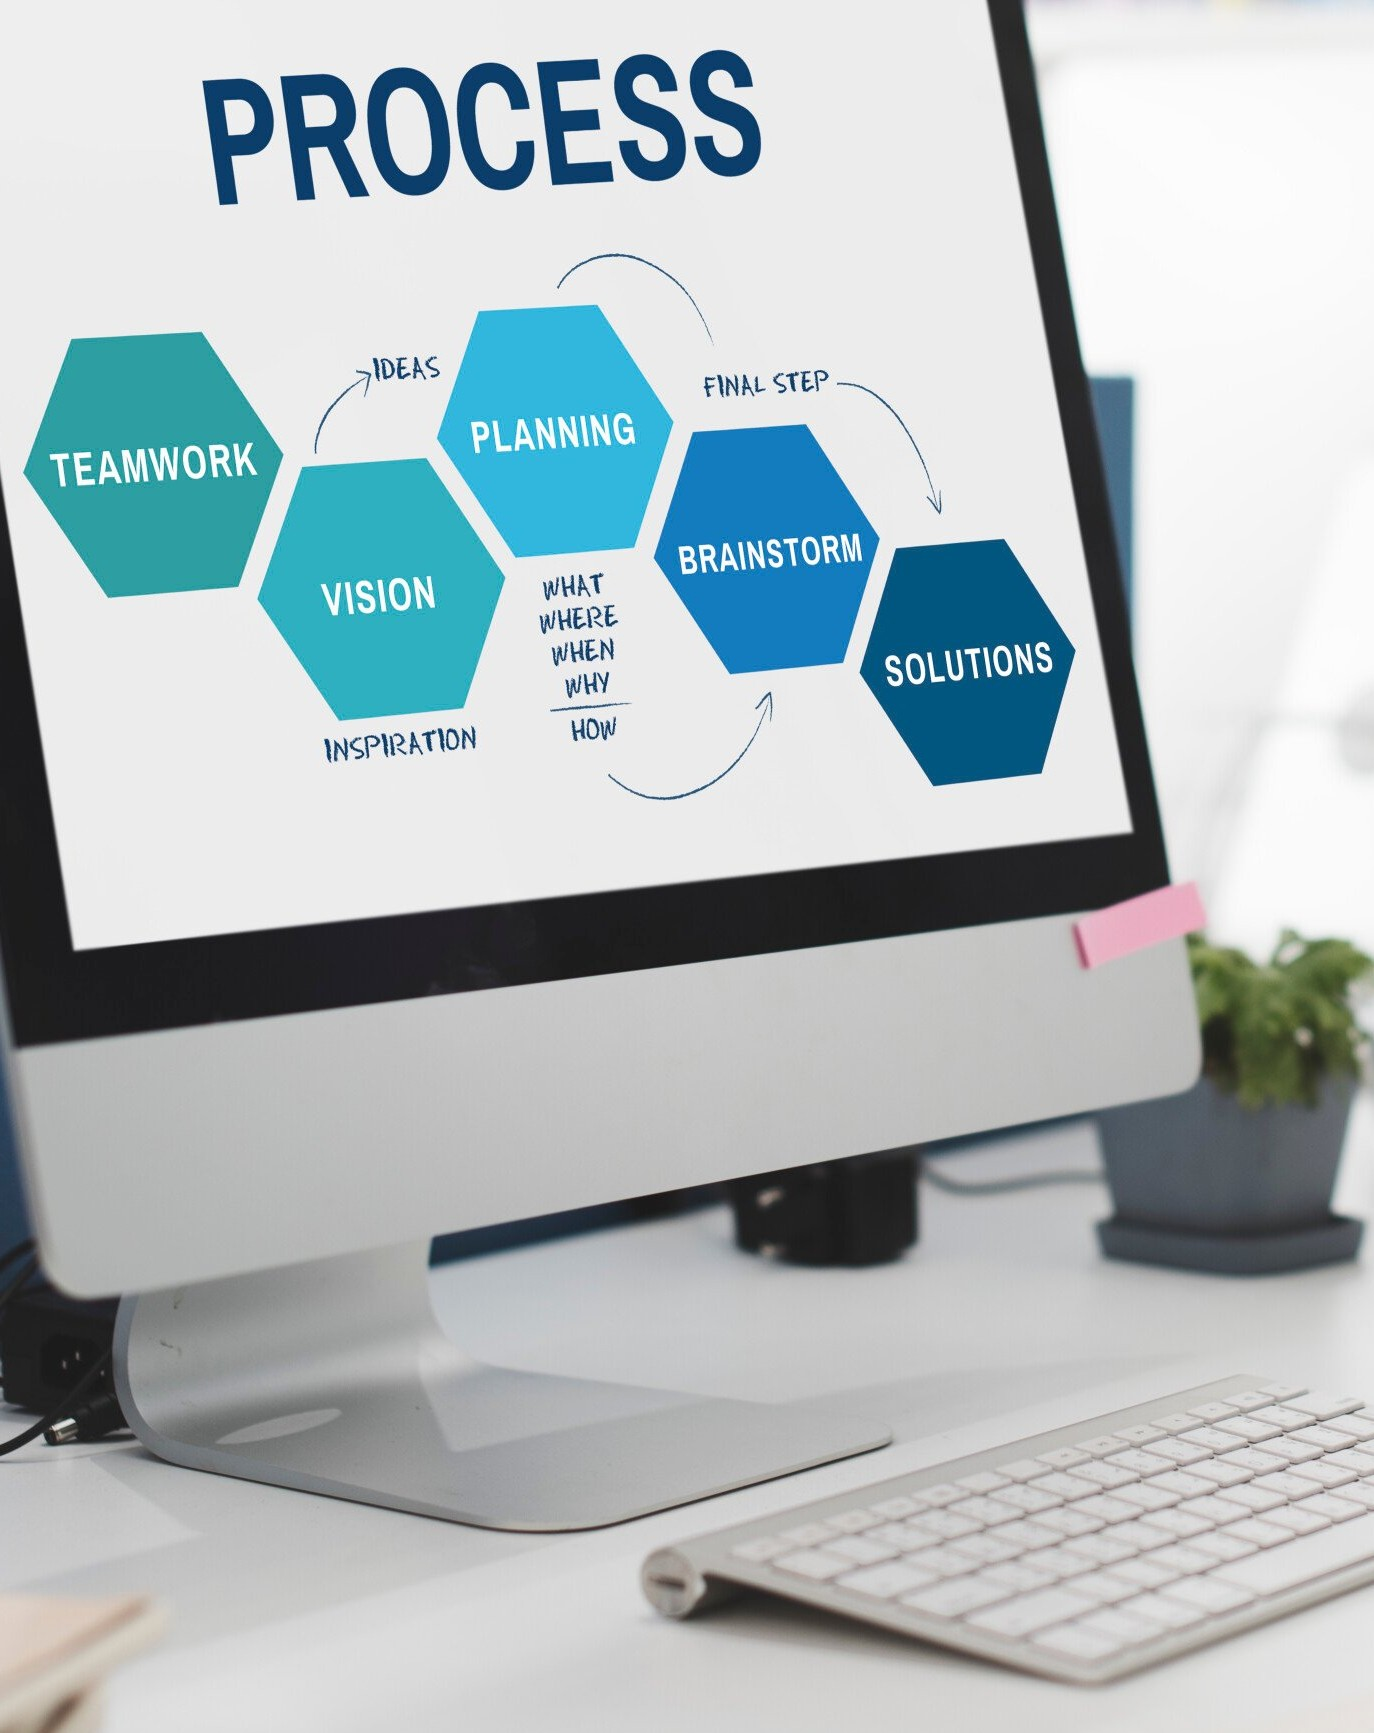 PROCESS
TEAMWORK
VISION
INSPIRATION
IDEAS
PLANNING
WHAT
WHERE
WHEN
WHY
HOW
BRAINSTORM
FINAL STEP
SOLUTIONS